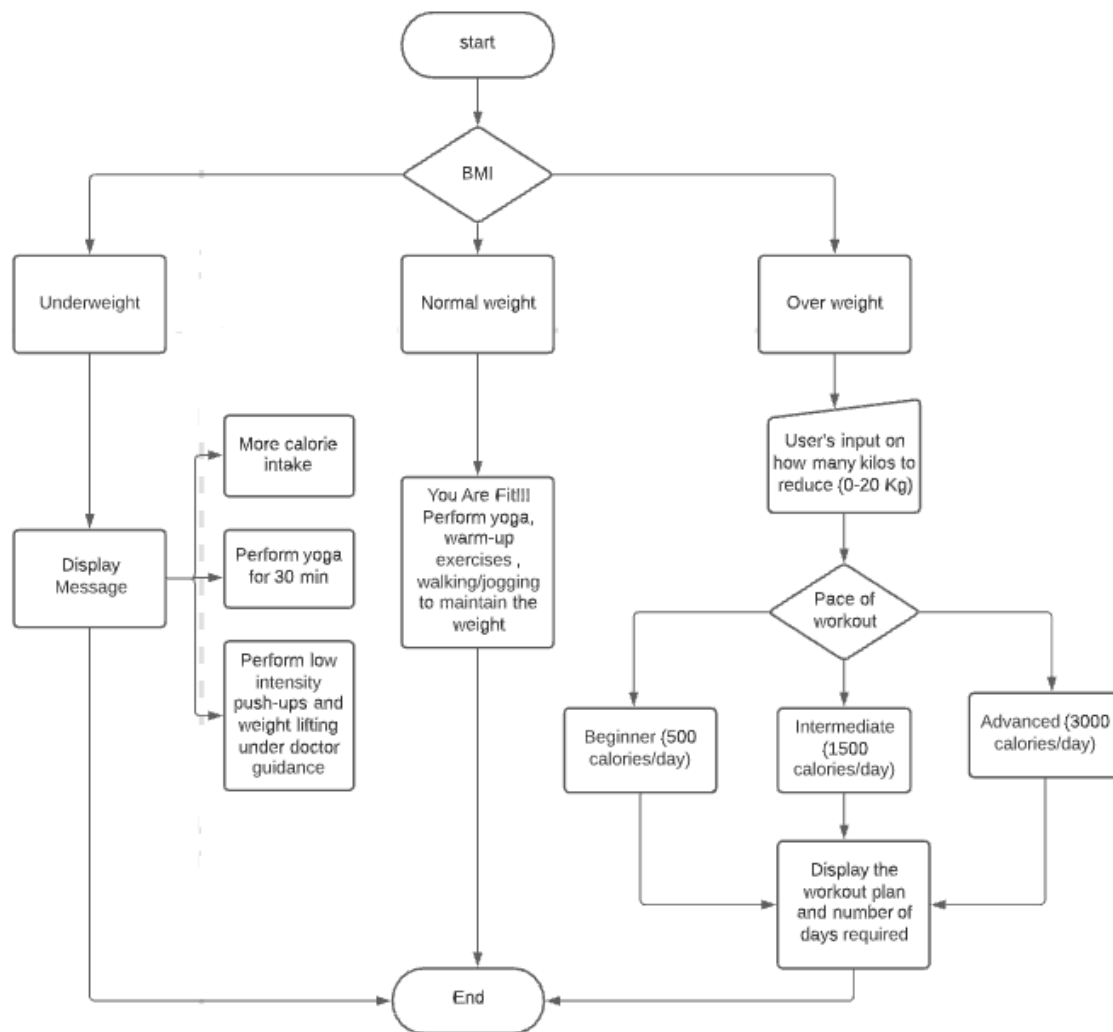 start
BMI
Underweight
Normal weight
Over weight
More calorie
intake
User's input on
how many kilos to
reduce (0-20 Kg)
You Are Fit!!!
Perform yoga,
warm-up
exercises ,
walking/jogging
to maintain the
weight
Display
Message
Perform yoga
for 30 min
Pace of
workout
Perform low
intensity
push-ups and
weight lifting
under doctor
guidance
Beginner (500
calories/day)
Intermediate
(1500
calories/day)
Advanced (3000
calories/day)
Display the
workout plan
and number of
days required
End